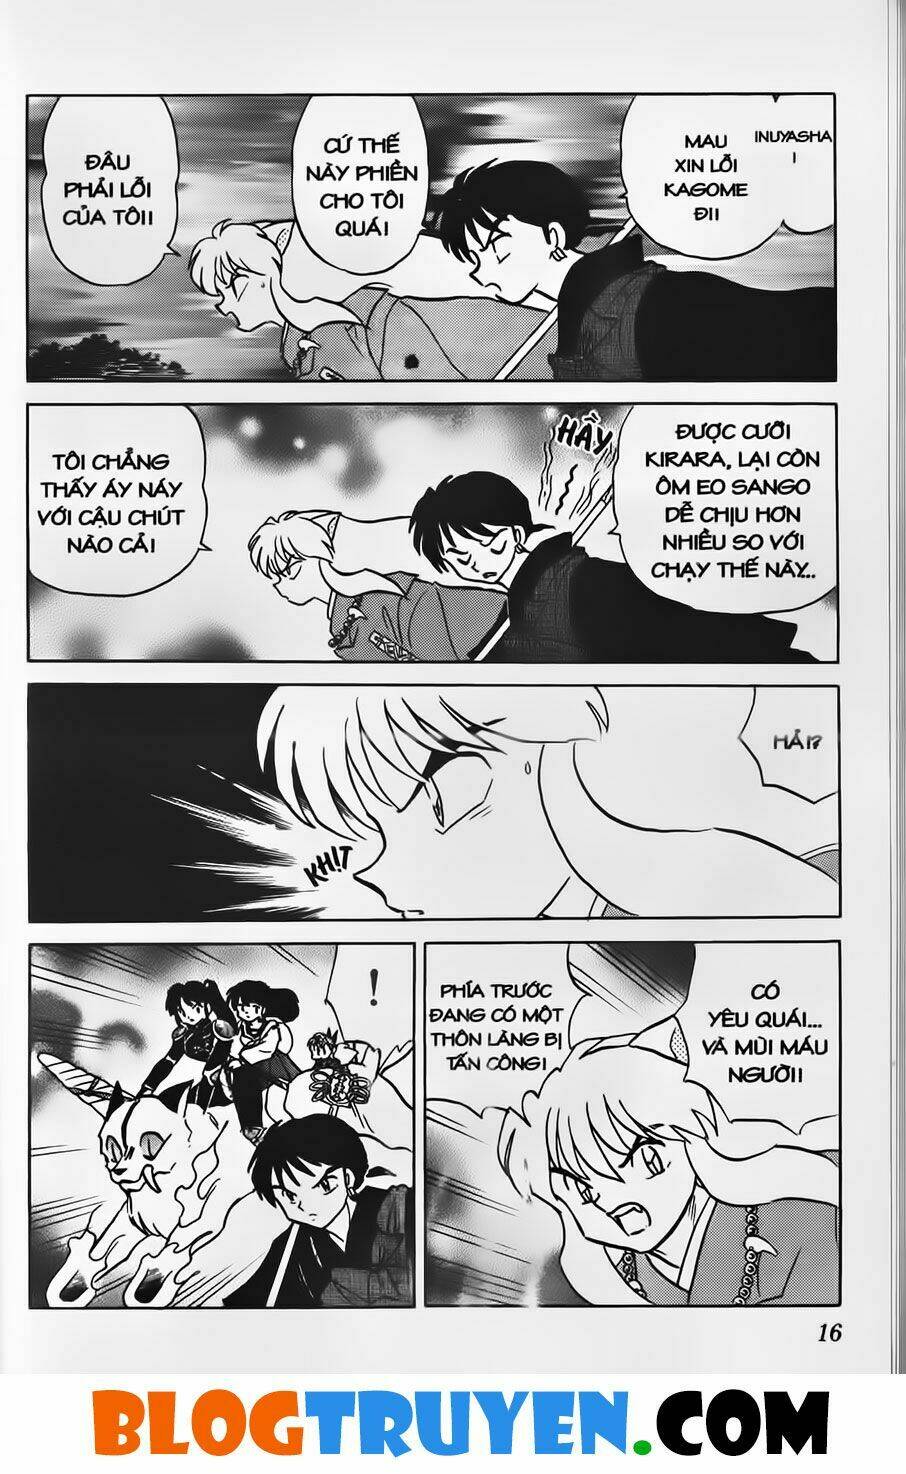 INUYASHA
!
MAU
XIN LỖI
KAGOME
ĐI!
CỨ THẾ
NÀY PHIỀN
CHO TÔI
QUÁ!
ĐÂU
PHẢI LỖI
CỦA TÔI!
ĐƯỢC CƯỠI
KIRARA, LẠI CÒN
ÔM EO SANGO
DỄ CHỊU HƠN
NHIỀU SO VỚI
CHẠY THẾ NÀY...
HẦY
TÔI CHẲNG
THẤY ÁY NÁY
VỚI CẬU CHÚT
NÀO CẢ!
HẢ!?
KHỊT
CÓ
YÊU QUÁI...
VÀ MÙI MÁU
NGƯỜI!
PHÍA TRƯỚC
ĐANG CÓ MỘT
THÔN LÀNG BỊ
TẤN CÔNG!
!
16
BLOGTRUYEN.COM